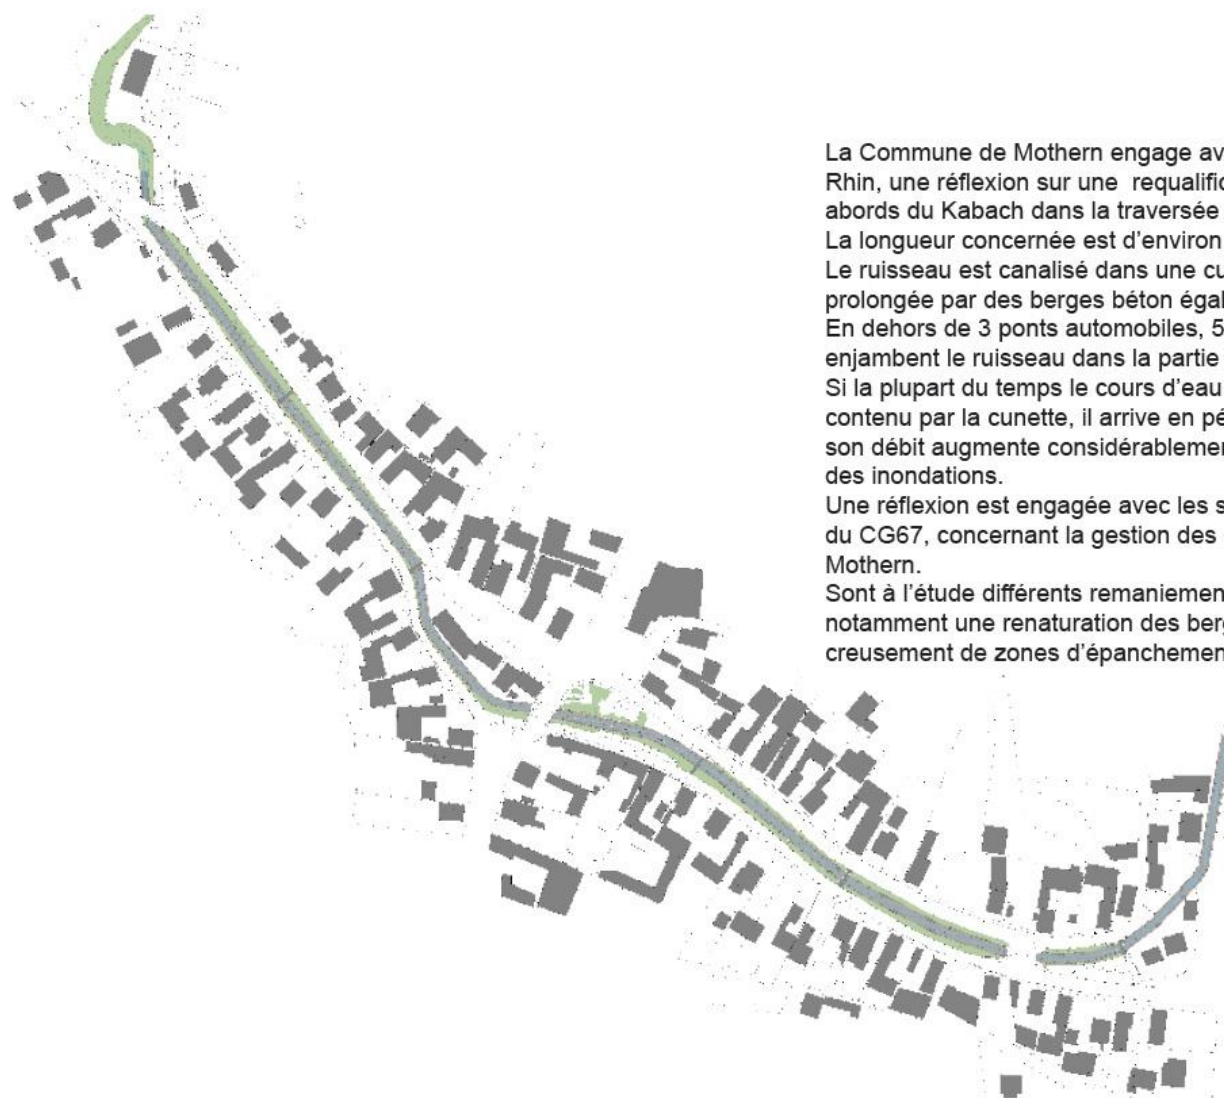 La Commune de Mothern engage av
Rhin, une réflexion sur une requalific
abords du Kabach dans la traversée
La longueur concernée est d'environ
Le ruisseau est canalisé dans une cu
prolongée par des berges béton égal
En dehors de 3 ponts automobiles, 5
enjambent le ruisseau dans la partie
Si la plupart du temps le cours d'eau
contenu par la cunette, il arrive en pé
son débit augmente considérablemen
des inondations.
Une réflexion est engagée avec les s
du CG67, concernant la gestion des
Mothern.
Sont à l'étude différents remaniemen
notamment une renaturation des berg
creusement de zones d'épanchemen